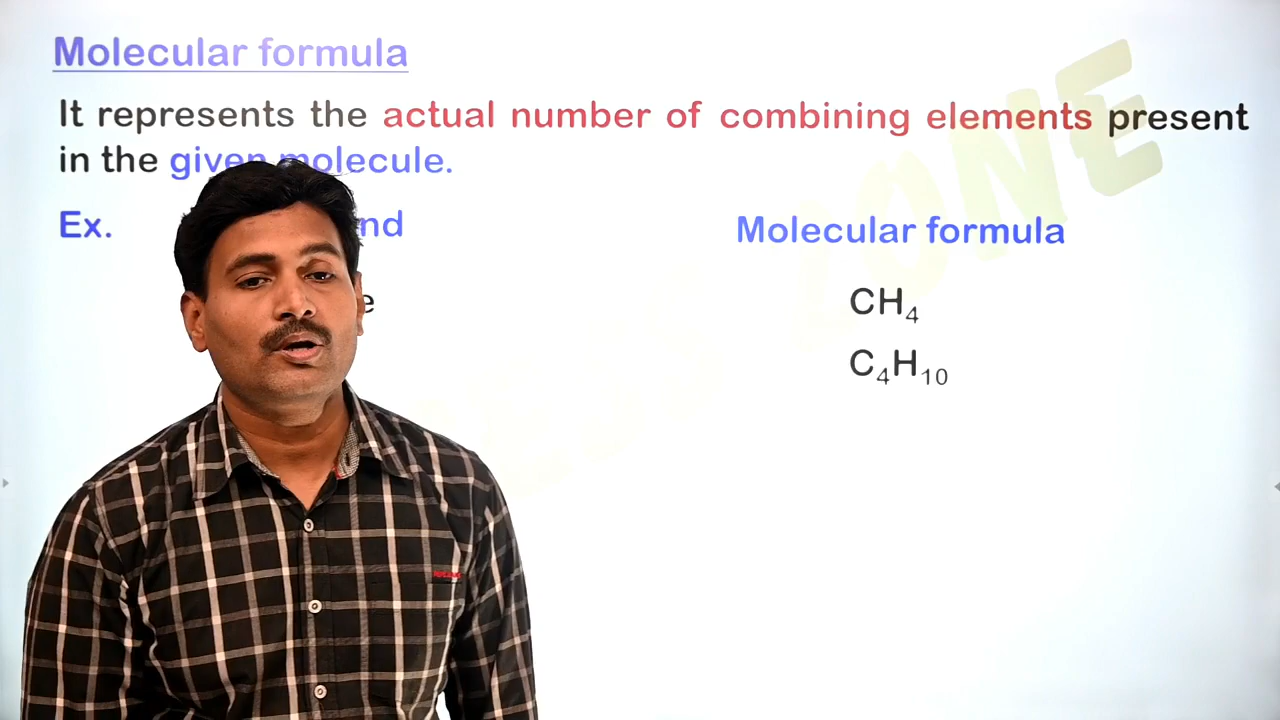 Molecular formula
It represents the actual number of combining elements present
in the given molecule.
Ex. nd Molecular formula
e CH₄
C₄H₁₀
ZONE